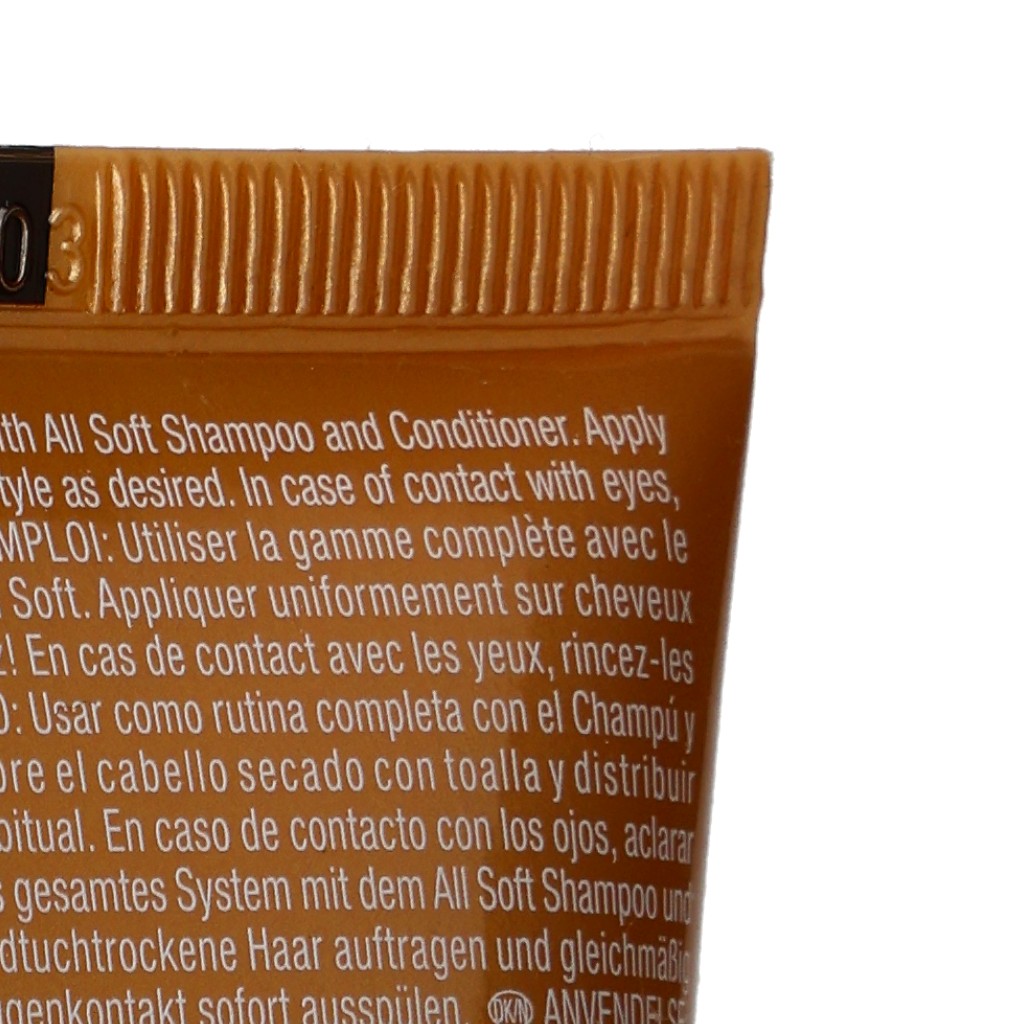 03
th All Soft Shampoo and Conditioner. Apply
tyle as desired. In case of contact with eyes,
MPLOI: Utiliser la gamme complète avec le
Soft. Appliquer uniformement sur cheveux
z! En cas de contact avec les yeux, rincez-les
O: Usar como rutina completa con el Champú y
bre el cabello secado con toalla y distribuir
bitual. En caso de contacto con los ojos, aclarar
s gesamtes System mit dem All Soft Shampoo und
dtuchtrockene Haar auftragen und gleichmäßig
genkontakt sofort ausspülen. DK/N ANVENDELSE